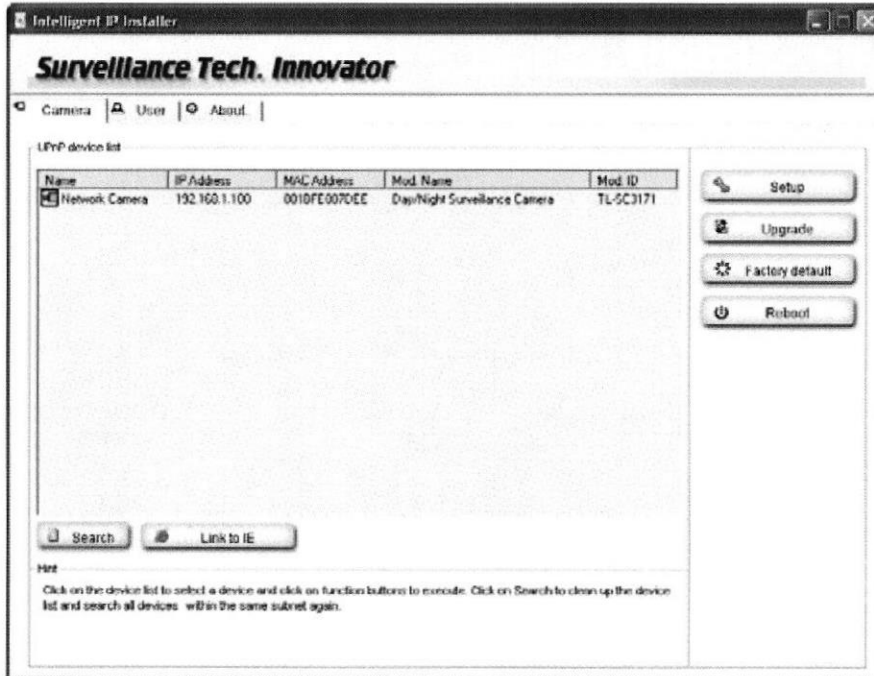 Intelligent IP Installer
Surveillance Tech. Innovator
Camera User About
UPnP device list
Name IP Address MAC Address Mod. Name Mod. ID
Network Camera 192.168.1.100 0010FE007DEE Day/Night Surveillance Camera TL-SC3171
Setup
Upgrade
Factory default
Reboot
Search Link to IE
Hint
Click on the device list to select a device and click on function buttons to execute. Click on Search to clean up the device
list and search all devices within the same subnet again.